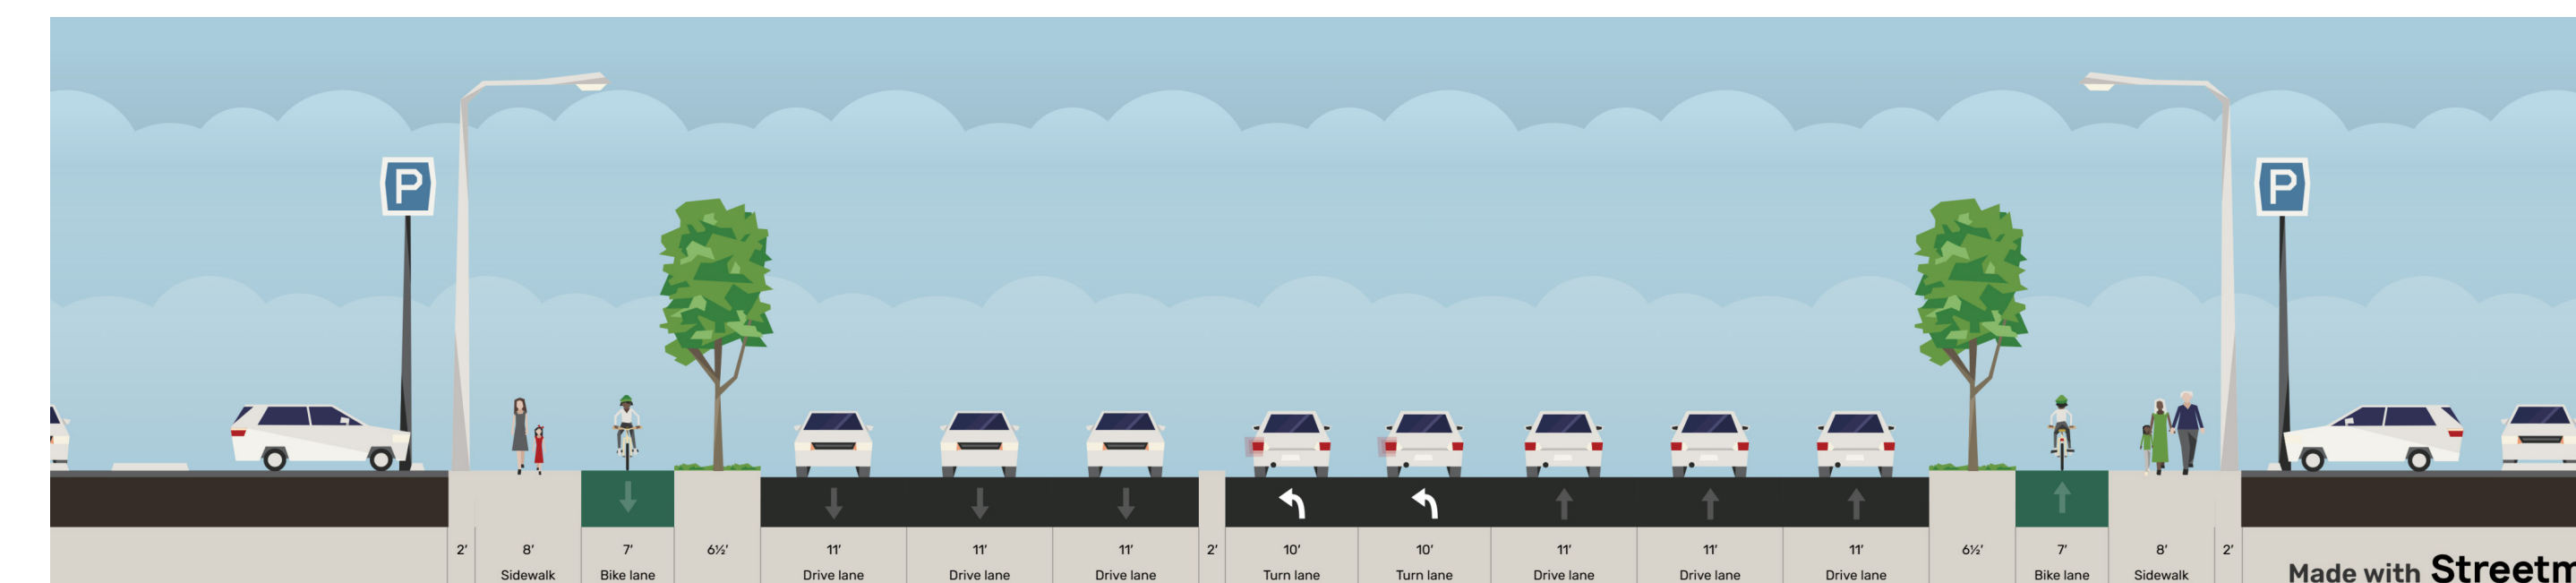 P
P
2' 8' 7' 6½' 11' 11' 11' 2' 10' 10' 11' 11' 11' 6½' 7' 8' 2'
Sidewalk Bike lane Drive lane Drive lane Drive lane Turn lane Turn lane Drive lane Drive lane Drive lane Bike lane Sidewalk
Made with